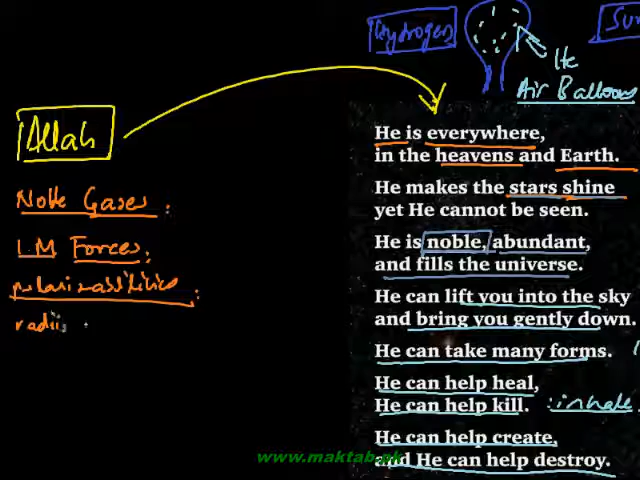 Hydrogen
Sun
He
Air Balloons
Allah
He is everywhere,
in the heavens and Earth.
Noble Gases:
He makes the stars shine
yet He cannot be seen.
I.M Forces:
He is noble, abundant,
and fills the universe.
polarizabilities:
He can lift you into the sky
and bring you gently down.
radii
He can take many forms.
He can help heal,
He can help kill. :inhale
He can help create,
and He can help destroy.
www.maktab.pk